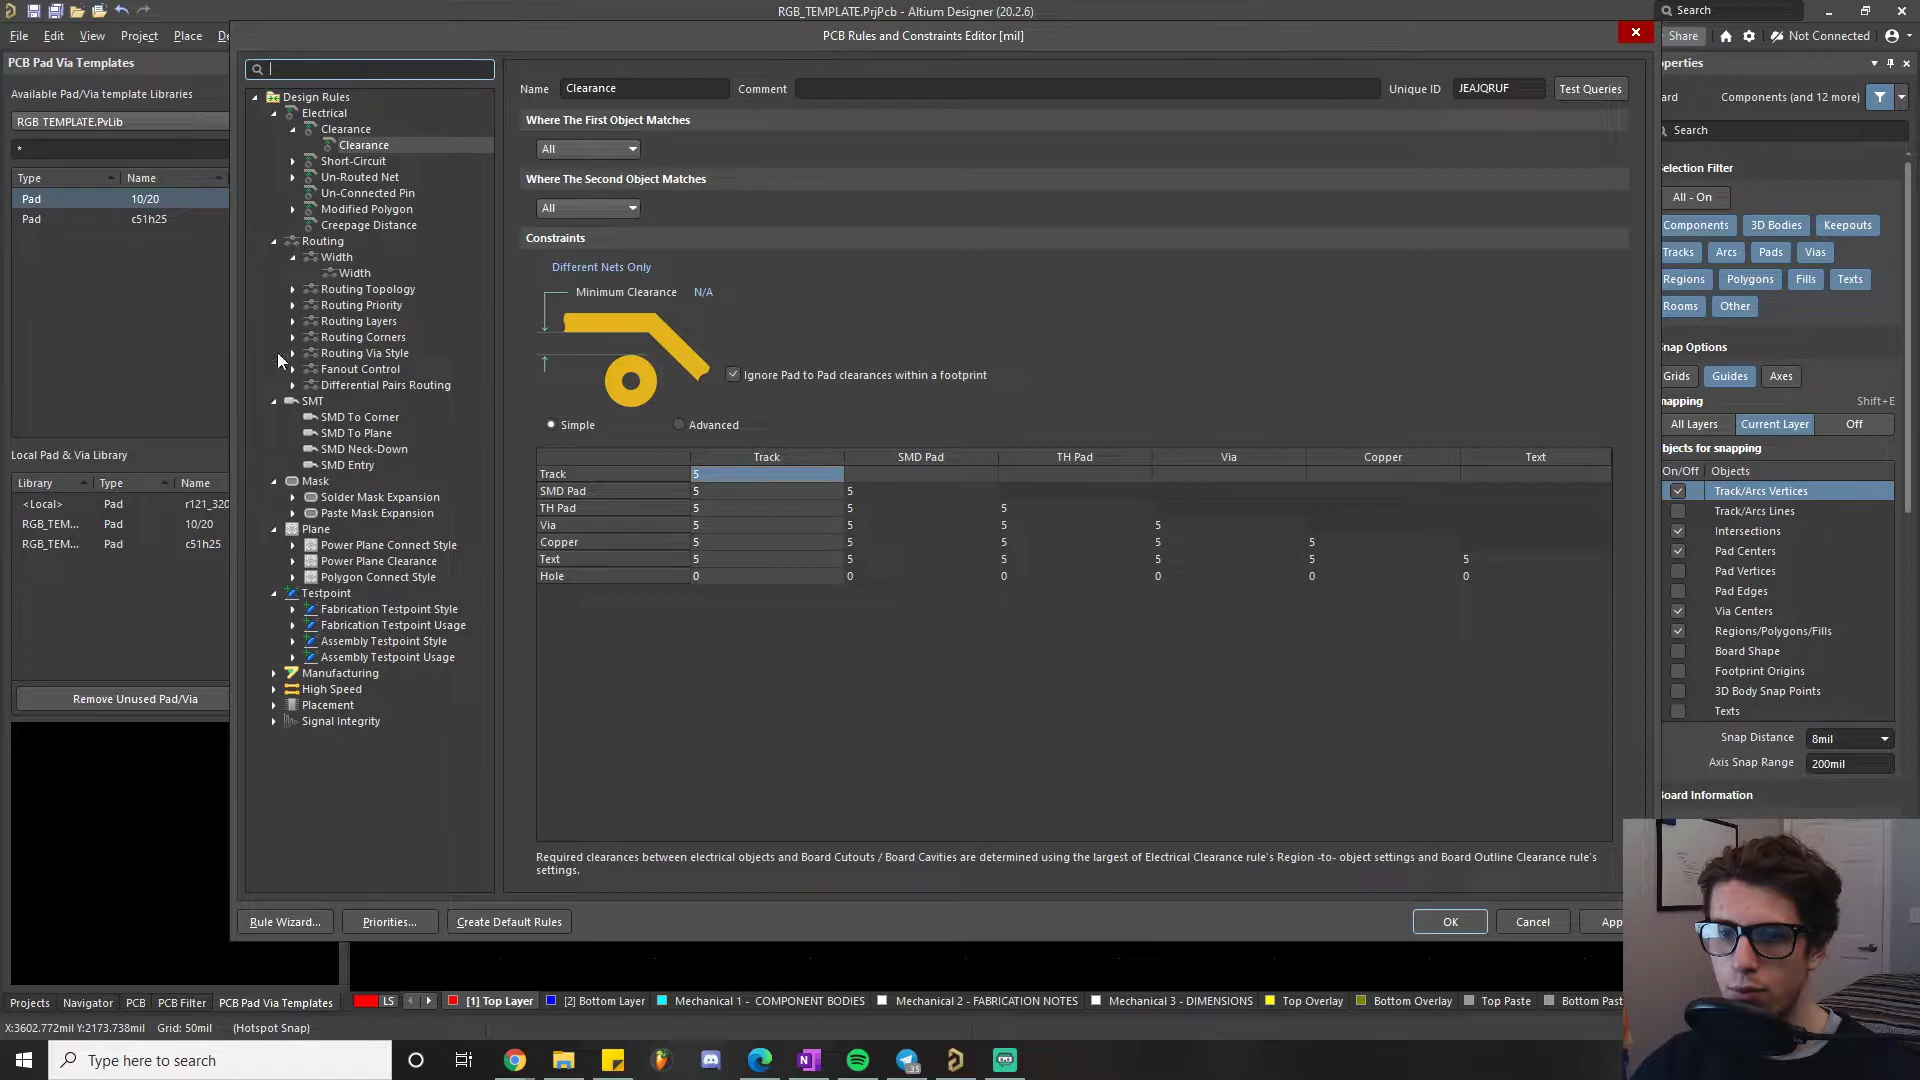 RGB_TEMPLATE.PrjPcb - Altium Designer (20.2.6)
Search
File Edit View Project Place De
PCB Rules and Constraints Editor [mil]
Share
Not Connected
PCB Pad Via Templates
Available Pad/Via template Libraries
RGB TEMPLATE.PvLib
*
Type Name
Pad 10/20
Pad c51h25
Local Pad & Via Library
Library Type Name
<Local> Pad r121_320
RGB_TEM... Pad 10/20
RGB_TEM... Pad c51h25
Remove Unused Pad/Via
Design Rules
Electrical
Clearance
Clearance
Short-Circuit
Un-Routed Net
Un-Connected Pin
Modified Polygon
Creepage Distance
Routing
Width
Width
Routing Topology
Routing Priority
Routing Layers
Routing Corners
Routing Via Style
Fanout Control
Differential Pairs Routing
SMT
SMD To Corner
SMD To Plane
SMD Neck-Down
SMD Entry
Mask
Solder Mask Expansion
Paste Mask Expansion
Plane
Power Plane Connect Style
Power Plane Clearance
Polygon Connect Style
Testpoint
Fabrication Testpoint Style
Fabrication Testpoint Usage
Assembly Testpoint Style
Assembly Testpoint Usage
Manufacturing
High Speed
Placement
Signal Integrity
Name Clearance Comment Unique ID JEAJQRUF Test Queries
Where The First Object Matches
All
Where The Second Object Matches
All
Constraints
Different Nets Only
Minimum Clearance N/A
Ignore Pad to Pad clearances within a footprint
Simple Advanced
Track SMD Pad TH Pad Via Copper Text
Track 5
SMD Pad 5 5
TH Pad 5 5 5
Via 5 5 5 5
Copper 5 5 5 5 5
Text 5 5 5 5 5 5
Hole 0 0 0 0 0 0
Required clearances between electrical objects and Board Cutouts / Board Cavities are determined using the largest of Electrical Clearance rule's Region -to- object settings and Board Outline Clearance rule's
settings.
Rule Wizard... Priorities... Create Default Rules OK Cancel App
operties
ard Components (and 12 more)
Search
Selection Filter
All - On
Components 3D Bodies Keepouts
Tracks Arcs Pads Vias
Regions Polygons Fills Texts
Rooms Other
Snap Options
Grids Guides Axes
napping Shift+E
All Layers Current Layer Off
bjects for snapping
On/Off Objects
Track/Arcs Vertices
Track/Arcs Lines
Intersections
Pad Centers
Pad Vertices
Pad Edges
Via Centers
Regions/Polygons/Fills
Board Shape
Footprint Origins
3D Body Snap Points
Texts
Snap Distance 8mil
Axis Snap Range 200mil
Board Information
Projects Navigator PCB PCB Filter PCB Pad Via Templates
LS [1] Top Layer [2] Bottom Layer Mechanical 1 - COMPONENT BODIES Mechanical 2 - FABRICATION NOTES Mechanical 3 - DIMENSIONS Top Overlay Bottom Overlay Top Paste Bottom Past
X:3602.772mil Y:2173.738mil Grid: 50mil (Hotspot Snap)
Type here to search
35